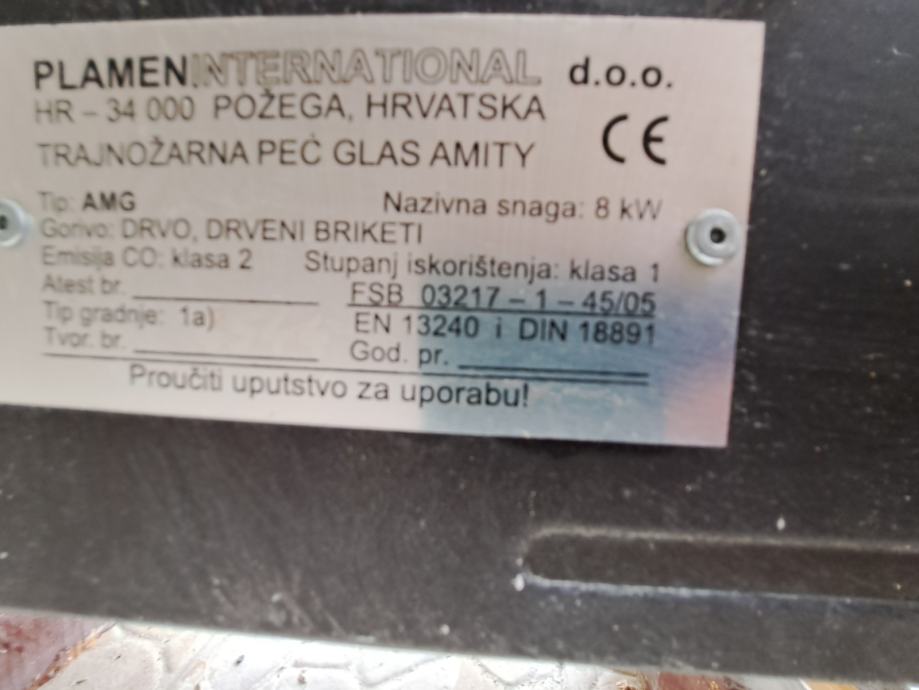 PLAMEN INTERNATIONAL d.o.o.
HR – 34 000 POŽEGA, HRVATSKA
CE
TRAJNOŽARNA PEĆ GLAS AMITY
Tip: AMG Nazivna snaga: 8 kW
Gorivo: DRVO, DRVENI BRIKETI
Emisija CO: klasa 2 Stupanj iskorištenja: klasa 1
Atest br. FSB 03217 – 1 – 45/05
Tip gradnje: 1a) EN 13240 i DIN 18891
Tvor. br. God. pr.
Proučiti uputstvo za uporabu!